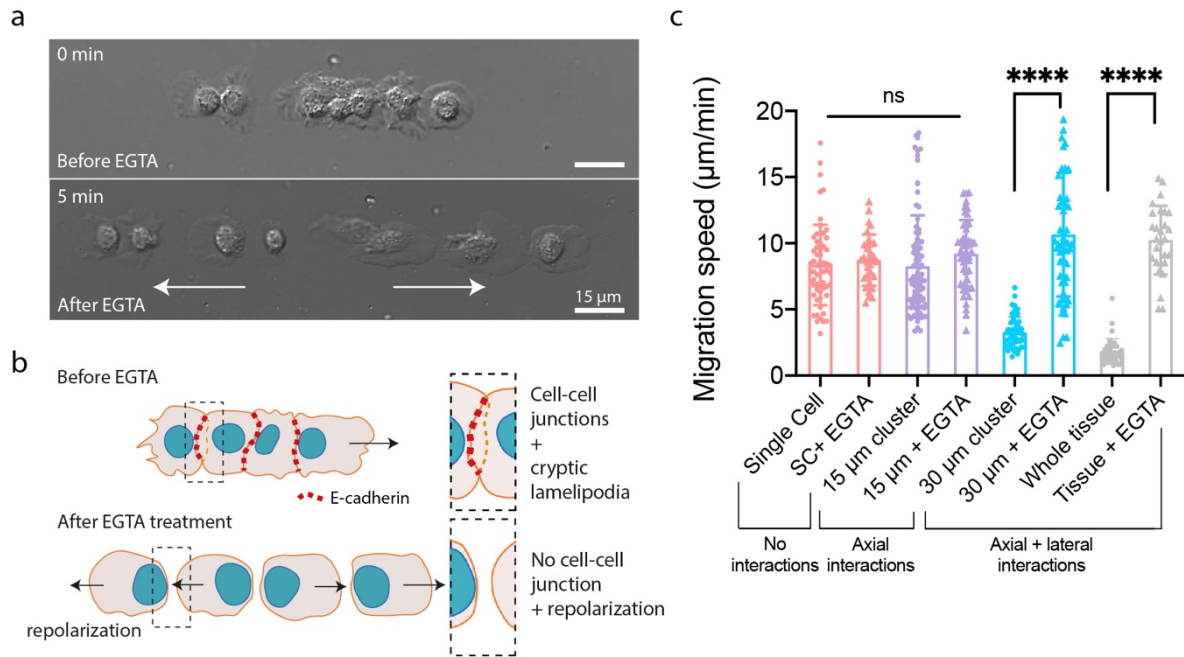 a
0 min
Before EGTA
5 min
After EGTA
15 µm
b
Before EGTA
E-cadherin
After EGTA treatment
repolarization
Cell-cell
junctions
+
cryptic
lamelipodia
No cell-cell
junction
+ repolarization
c
ns
****
****
Migration speed (µm/min)
20
15
10
5
0
Single Cell
SC+ EGTA
15 µm cluster
15 µm + EGTA
30 µm cluster
30 µm + EGTA
Whole tissue
Tissue + EGTA
No
interactions
Axial
interactions
Axial + lateral
interactions